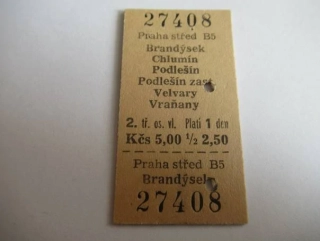 27408
Praha střed B5
Brandýsek
Chlumín
Podlešín
Podlešín zast.
Velvary
Vraňany
2. tř. os. vl. Platí 1 den
Kčs 5,00 ½ 2,50
Praha střed B5
Brandýsek
27408